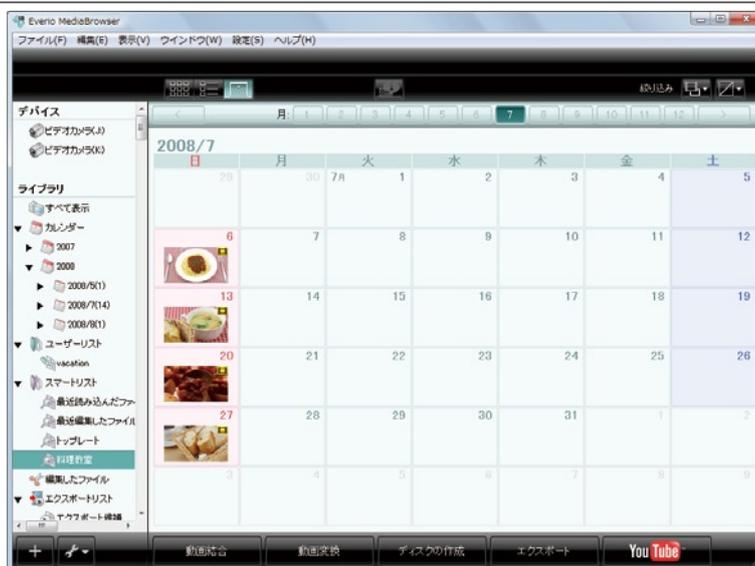 Everio MediaBrowser
ファイル(F) 編集(E) 表示(V) ウインドウ(W) 設定(S) ヘルプ(H)
絞り込み
デバイス
ビデオカメラ(J)
ビデオカメラ(K)
ライブラリ
すべて表示
カレンダー
2007
2008
2008/5(1)
2008/7(14)
2008/8(1)
ユーザーリスト
vacation
スマートリスト
最近読み込んだファ
最近編集したファイル
トップレート
料理教室
編集したファイル
エクスポートリスト
エクスポート候補
月: 1 2 3 4 5 6 7 8 9 10 11 12
2008/7
日 月 火 水 木 金 土
29 30 7月 1 2 3 4 5
6 7 8 9 10 11 12
13 14 15 16 17 18 19
20 21 22 23 24 25 26
27 28 29 30 31 1 2
3 4 5 6 7 8 9
動画結合 動画変換 ディスクの作成 エクスポート YouTube